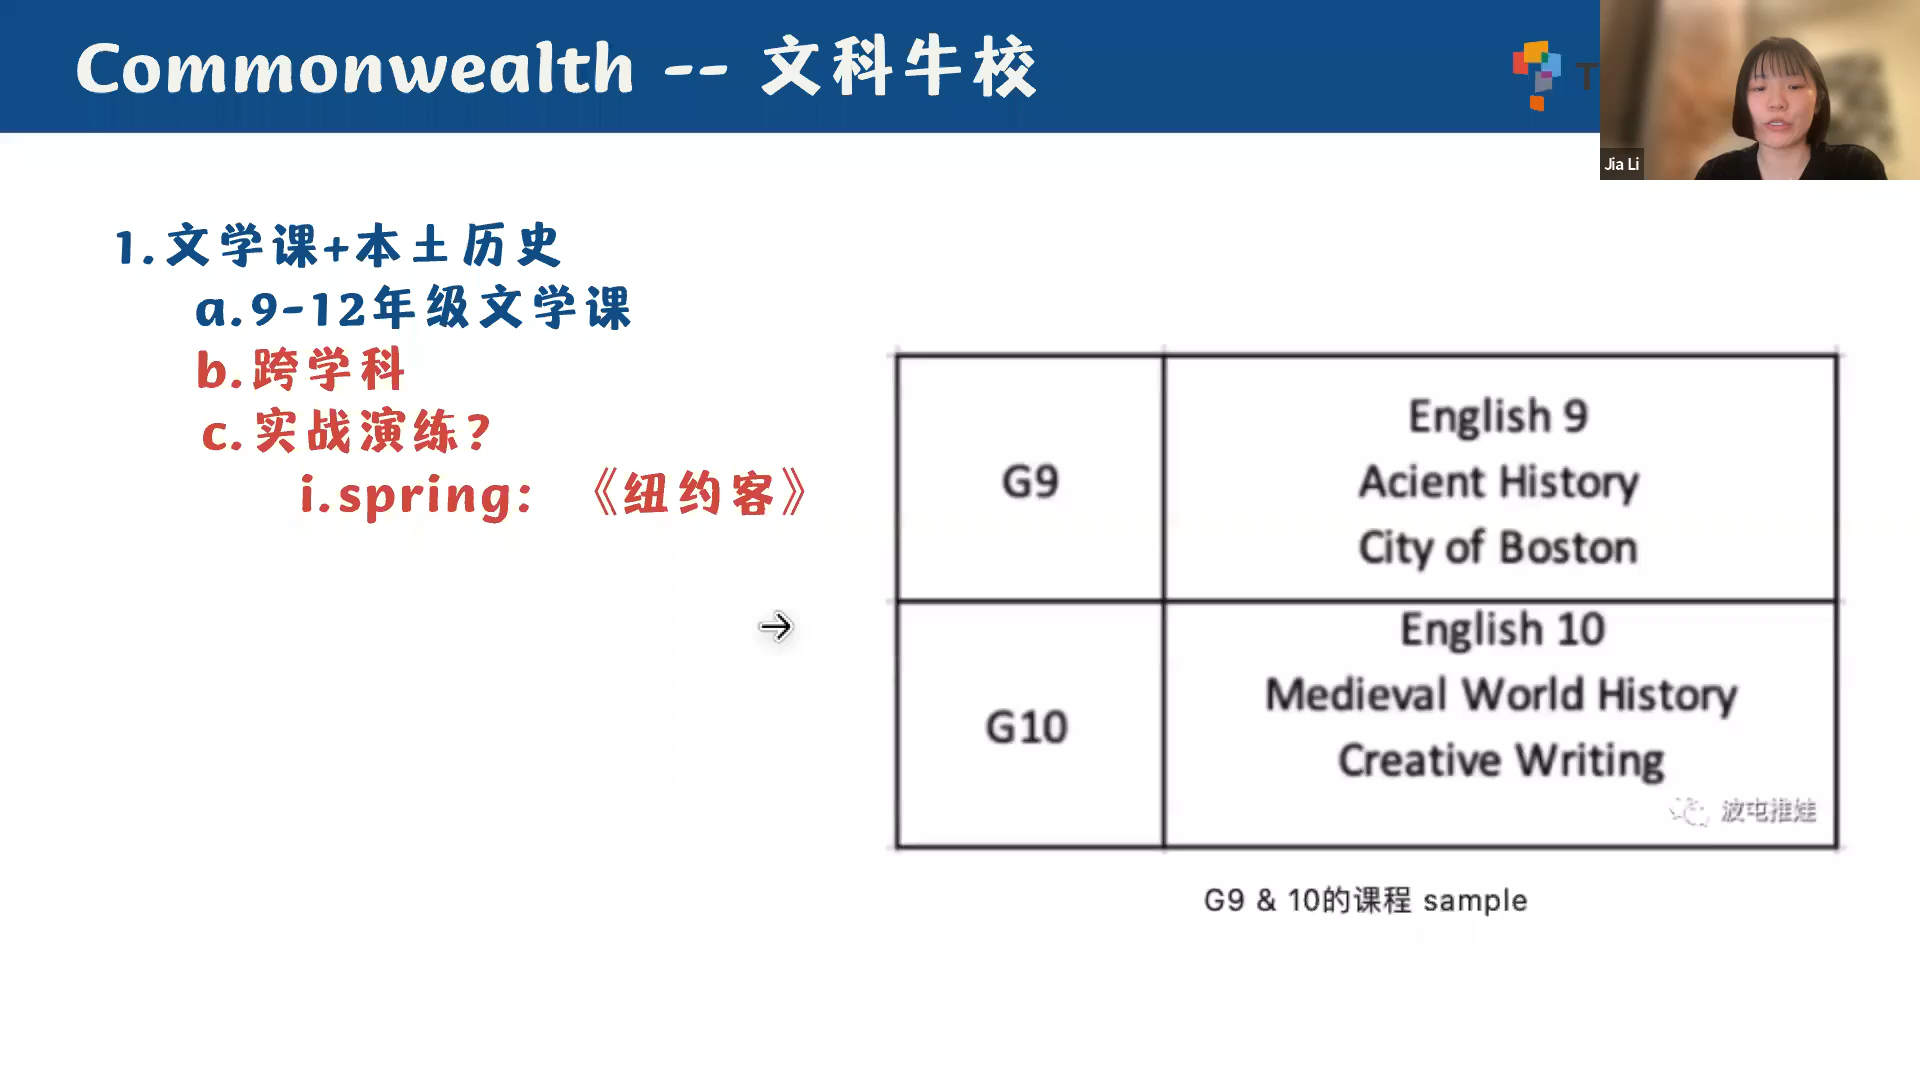 Commonwealth -- 文科牛校
T
Jia Li
1.文学课+本土历史
a.9-12年级文学课
b.跨学科
c.实战演练?
i.spring: 《纽约客》
G9
English 9
Acient History
City of Boston
G10
English 10
Medieval World History
Creative Writing
波屯推娃
G9 & 10的课程 sample